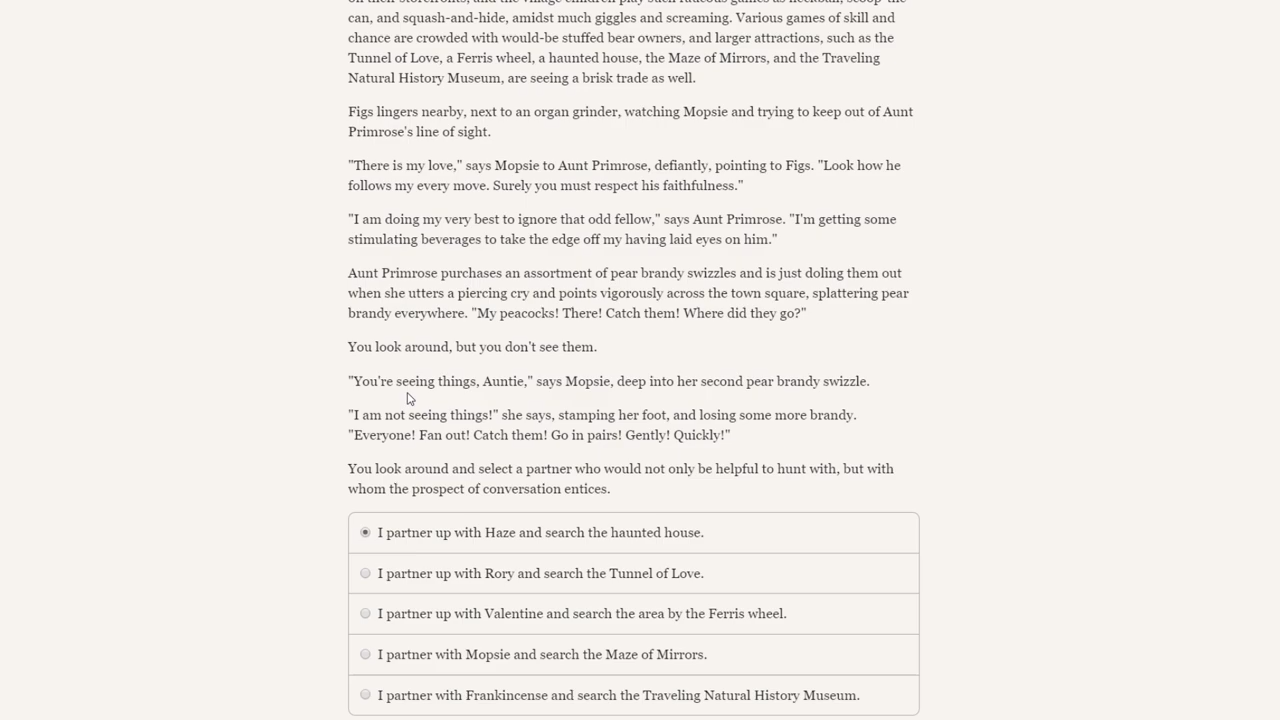 can, and squash-and-hide, amidst much giggles and screaming. Various games of skill and
chance are crowded with would-be stuffed bear owners, and larger attractions, such as the
Tunnel of Love, a Ferris wheel, a haunted house, the Maze of Mirrors, and the Traveling
Natural History Museum, are seeing a brisk trade as well.
Figs lingers nearby, next to an organ grinder, watching Mopsie and trying to keep out of Aunt
Primrose's line of sight.
"There is my love," says Mopsie to Aunt Primrose, defiantly, pointing to Figs. "Look how he
follows my every move. Surely you must respect his faithfulness."
"I am doing my very best to ignore that odd fellow," says Aunt Primrose. "I'm getting some
stimulating beverages to take the edge off my having laid eyes on him."
Aunt Primrose purchases an assortment of pear brandy swizzles and is just doling them out
when she utters a piercing cry and points vigorously across the town square, splattering pear
brandy everywhere. "My peacocks! There! Catch them! Where did they go?"
You look around, but you don't see them.
"You're seeing things, Auntie," says Mopsie, deep into her second pear brandy swizzle.
"I am not seeing things!" she says, stamping her foot, and losing some more brandy.
"Everyone! Fan out! Catch them! Go in pairs! Gently! Quickly!"
You look around and select a partner who would not only be helpful to hunt with, but with
whom the prospect of conversation entices.
I partner up with Haze and search the haunted house.
I partner up with Rory and search the Tunnel of Love.
I partner up with Valentine and search the area by the Ferris wheel.
I partner with Mopsie and search the Maze of Mirrors.
I partner with Frankincense and search the Traveling Natural History Museum.